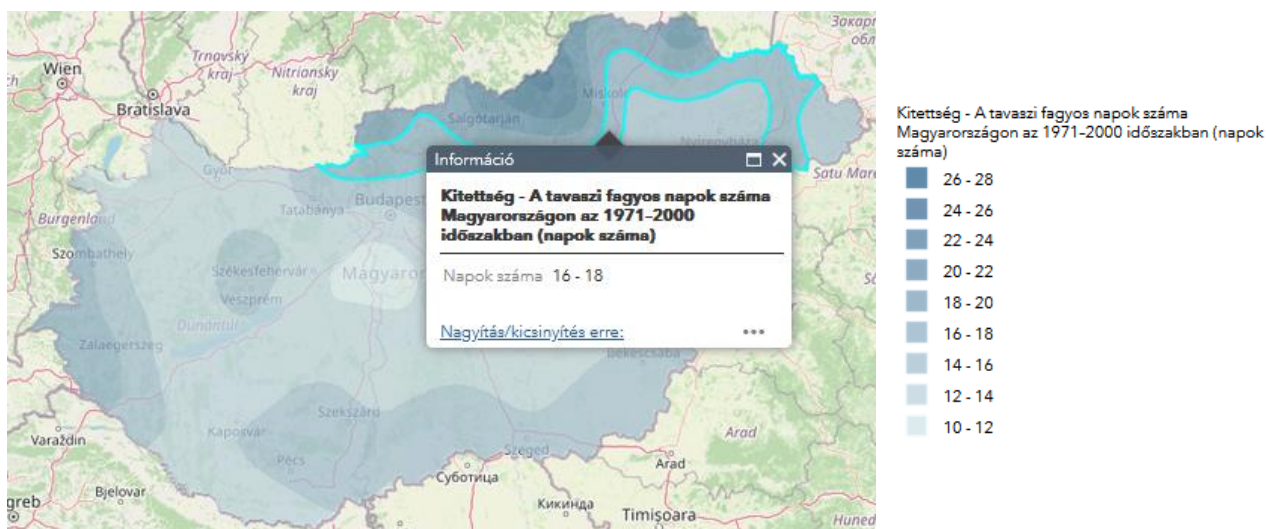 Wien
Bratislava
Trnavský
kraj
Nitriansky
kraj
Salgótarján
Miskolc
Nyíregyháza
Satu Mare
Győr
Tatabánya
Budapest
Burgenland
Szombathely
Székesfehérvár
Veszprém
Magyaror
Dunántúl
Zalaegerszeg
Békéscsaba
Szekszárd
Kaposvár
Pécs
Szeged
Varaždin
Bjelovar
greb
Суботица
Кикинда
Arad
Arad
Timișoara
Huned
Információ
Kitettség - A tavaszi fagyos napok száma
Magyarországon az 1971–2000
időszakban (napok száma)
Napok száma 16 - 18
Nagyítás/kicsinyítés erre:
Kitettség - A tavaszi fagyos napok száma
Magyarországon az 1971–2000 időszakban (napok
száma)
26 - 28
24 - 26
22 - 24
20 - 22
18 - 20
16 - 18
14 - 16
12 - 14
10 - 12